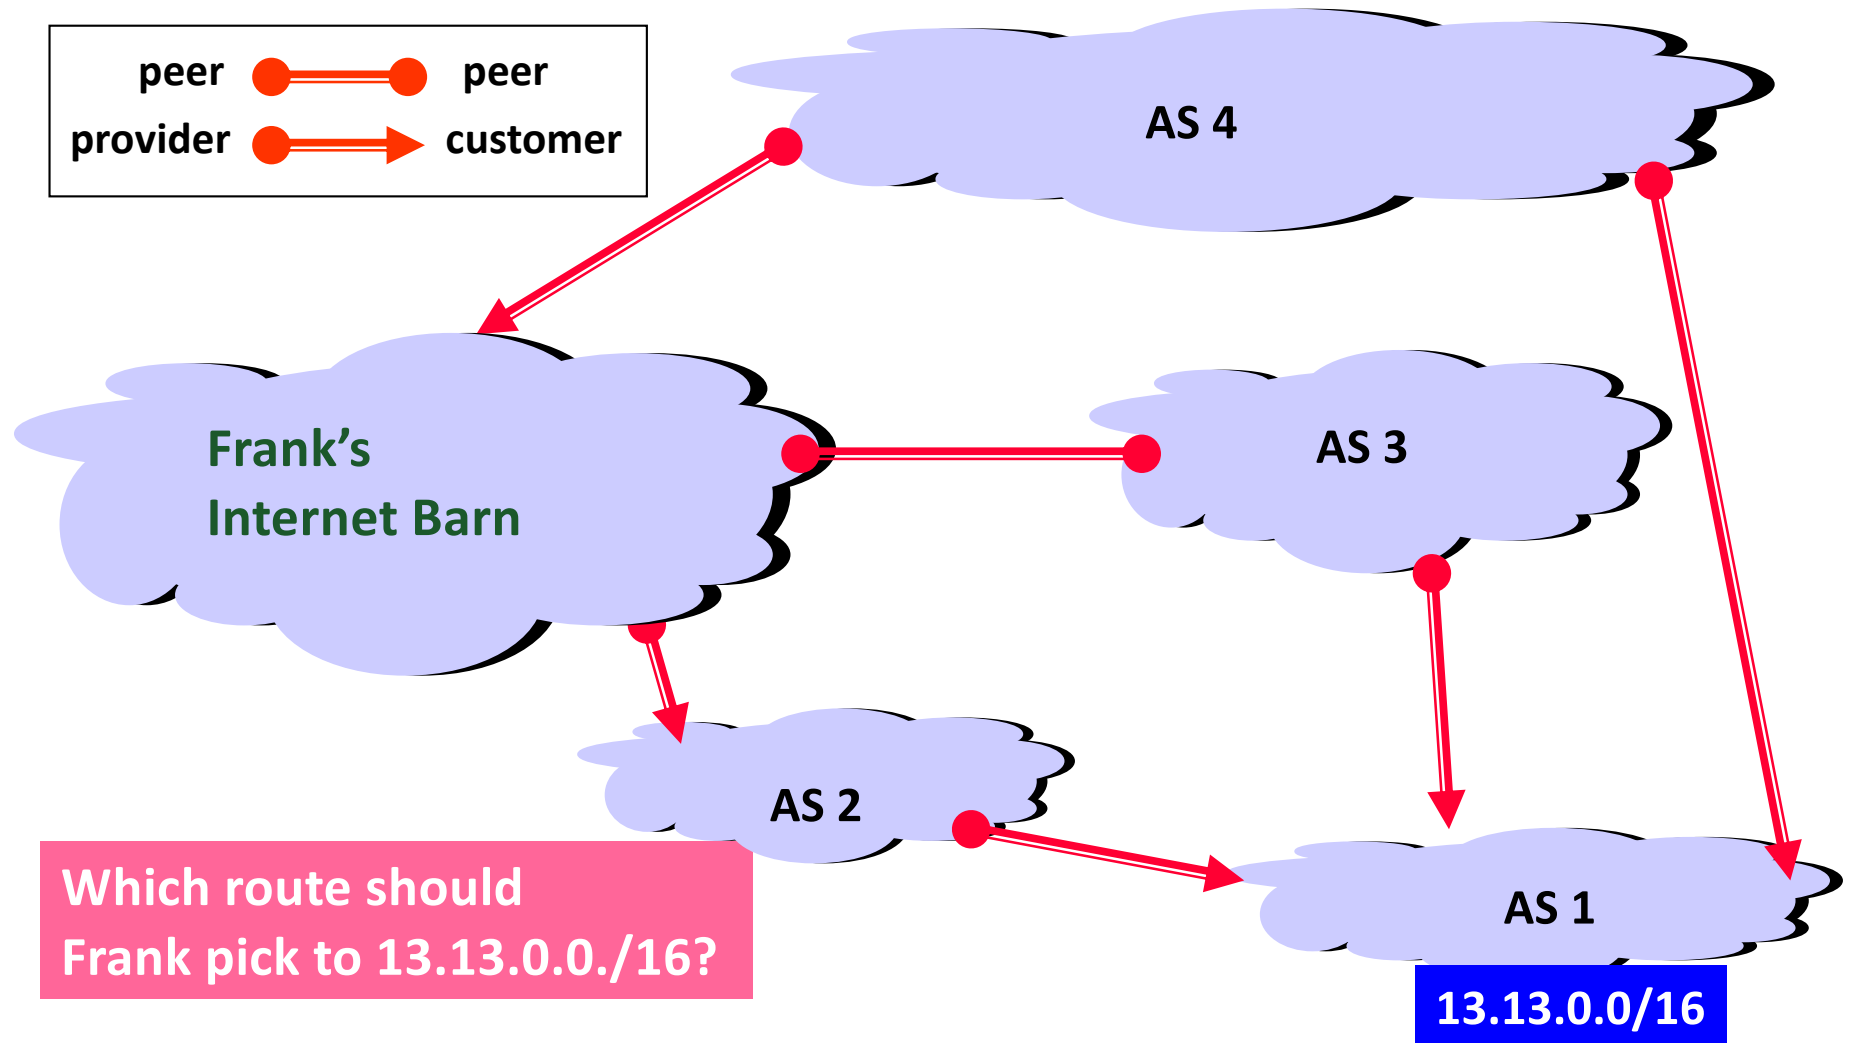 peer peer
provider customer
AS 4
Frank’s
Internet Barn
AS 3
AS 2
Which route should
Frank pick to 13.13.0.0./16?
AS 1
13.13.0.0/16